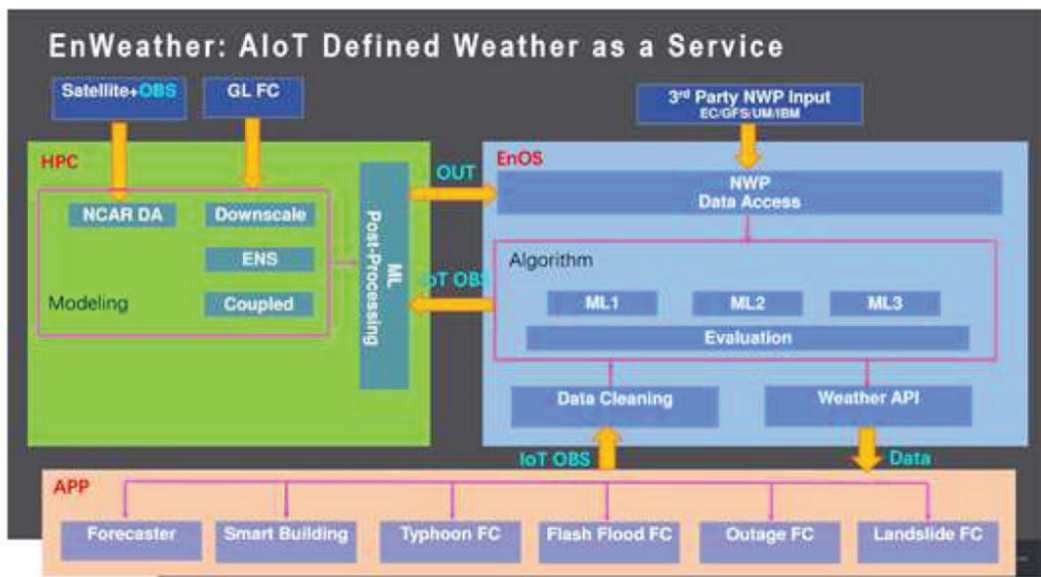 EnWeather: AIoT Defined Weather as a Service
Satellite+OBS
GL FC
3rd Party NWP Input
EC/GFS/UM/IBM
HPC
NCAR DA
Downscale
ENS
Modeling
Coupled
ML
Post-Processing
OUT
IoT OBS
EnOS
NWP
Data Access
Algorithm
ML1
ML2
ML3
Evaluation
Data Cleaning
Weather API
IoT OBS
Data
APP
Forecaster
Smart Building
Typhoon FC
Flash Flood FC
Outage FC
Landslide FC